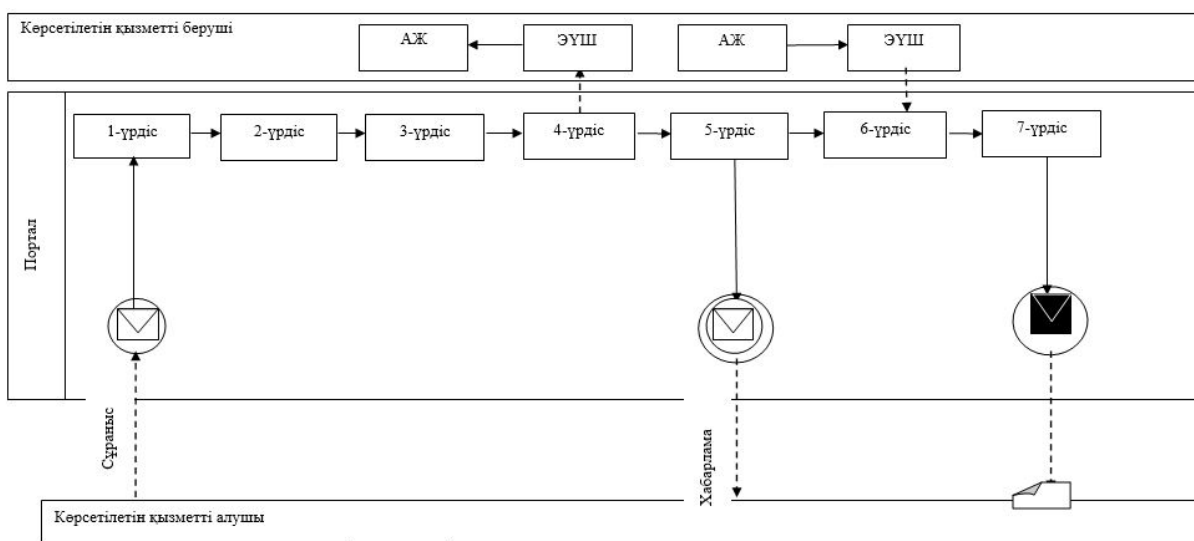 Көрсетілетін қызметті беруші
АЖ
ЭҮШ
АЖ
ЭҮШ
Портал
1-үрдіс
2-үрдіс
3-үрдіс
4-үрдіс
5-үрдіс
6-үрдіс
7-үрдіс
Сұраныс
Хабарлама
Көрсетілетін қызметті алушы